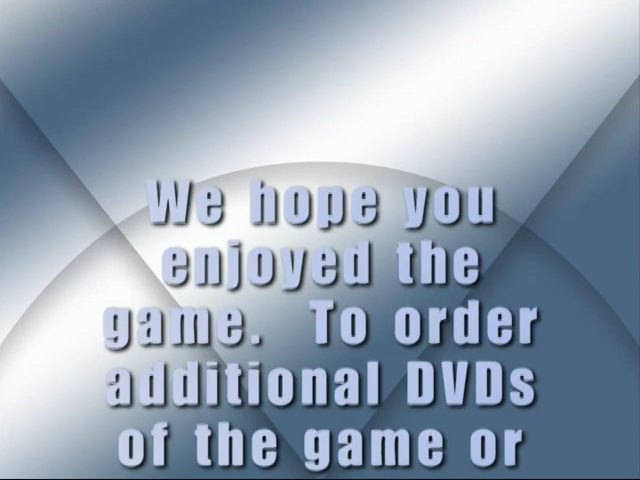 We hope you
enjoyed the
game. To order
additional DVDs
of the game or